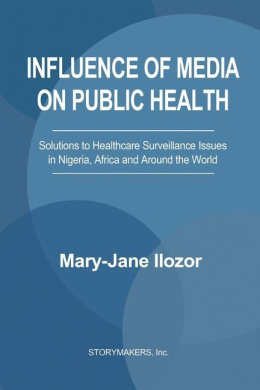 INFLUENCE OF MEDIA
ON PUBLIC HEALTH
Solutions to Healthcare Surveillance Issues
in Nigeria, Africa and Around the World
Mary-Jane Ilozor
STORYMAKERS, Inc.